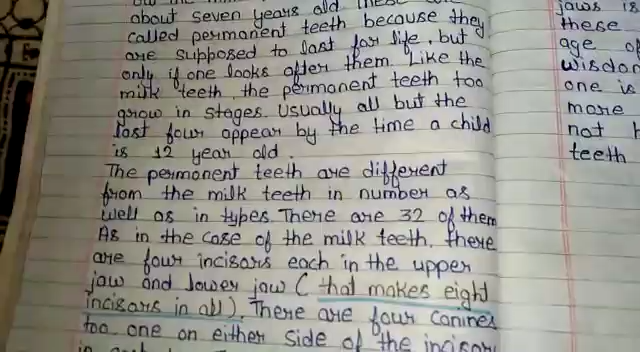 about seven years old these
called permanent teeth because they
are supposed to last for life, but
only if one looks after them. Like the
milk teeth, the permanent teeth too
grow in stages. Usually all but the
last four appear by the time a child
is 12 year old.
The permanent teeth are different
from the milk teeth in number as
well as in types. There are 32 of them
As in the case of the milk teeth, there
are four incisors each in the upper
jaw and lower jaw ( that makes eight
incisors in all). There are four canines
too one on either side of the incisor
jaws is
these
age of
wisdom
one is
more
not
teeth